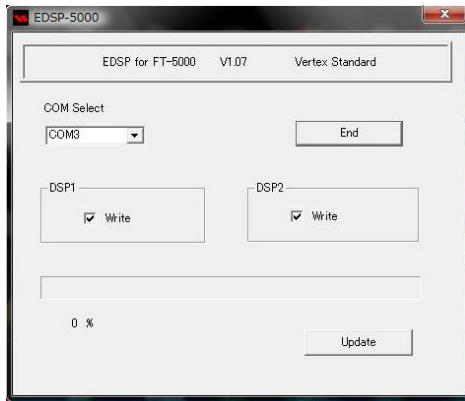 EDSP-5000
EDSP for FT-5000 V1.07 Vertex Standard
COM Select
COM3
End
DSP1
DSP2
Write
Write
0 %
Update